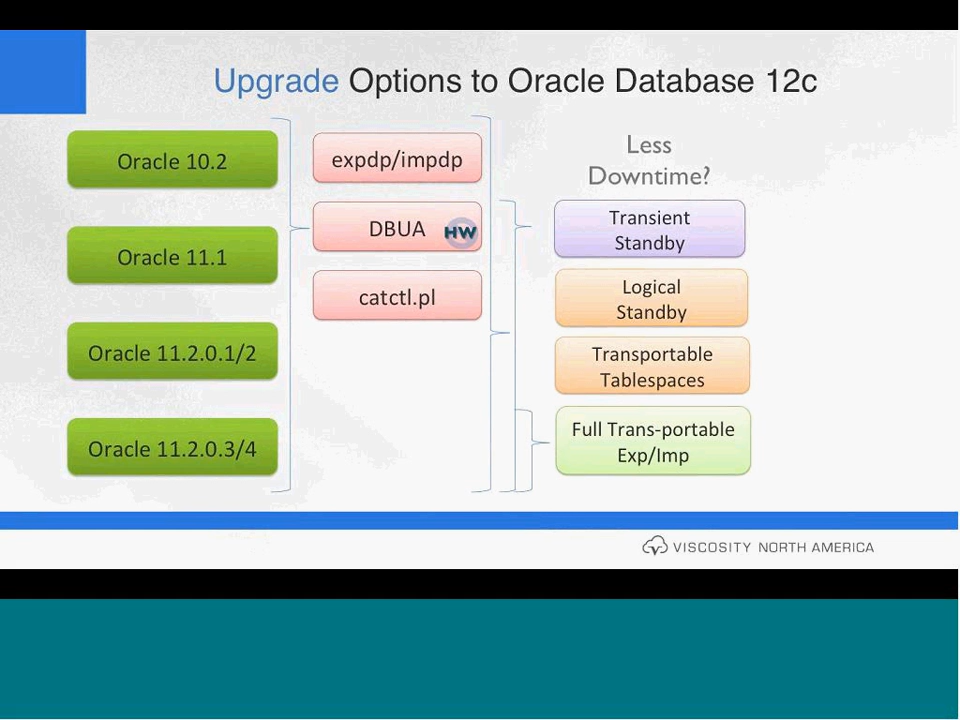 Upgrade Options to Oracle Database 12c
Oracle 10.2
Oracle 11.1
Oracle 11.2.0.1/2
Oracle 11.2.0.3/4
expdp/impdp
DBUA
HW
catctl.pl
Less
Downtime?
Transient
Standby
Logical
Standby
Transportable
Tablespaces
Full Trans-portable
Exp/Imp
VISCOSITY NORTH AMERICA